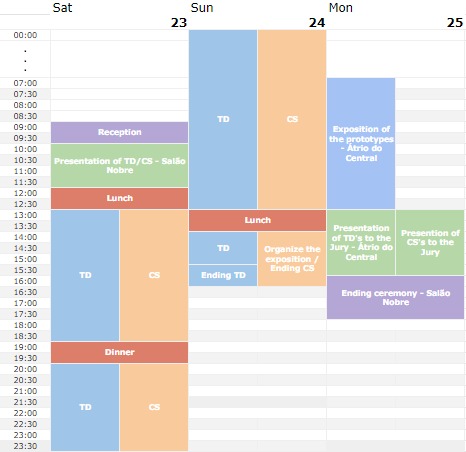 Sat Sun Mon
23 24 25
00:00
.
.
.
07:00
07:30
08:00
08:30
09:00
09:30
10:00
10:30
11:00
11:30
12:00
12:30
13:00
13:30
14:00
14:30
15:00
15:30
16:00
16:30
17:00
17:30
18:00
18:30
19:00
19:30
20:00
20:30
21:00
21:30
22:00
22:30
23:00
23:30
Reception
Presentation of TD/CS - Salão
Nobre
Lunch
TD CS
Dinner
TD CS
TD CS
Lunch
TD
Ending TD
Organize the
exposition /
Ending CS
Exposition of
the prototypes
- Átrio do
Central
Presentation
of TD's to the
Jury - Átrio do
Central
Presention of
CS's to the
Jury
Ending ceremony - Salão
Nobre